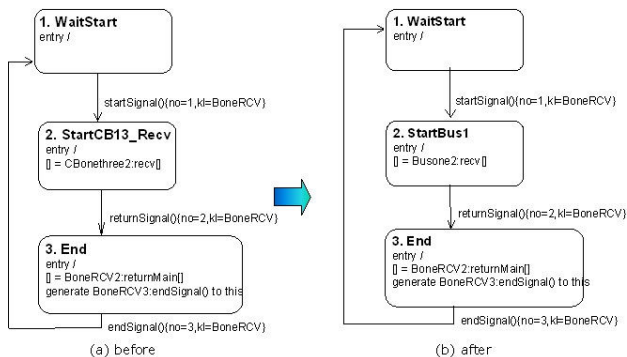 1. WaitStart
entry /
startSignal(){no=1,kl=BoneRCV}
2. StartCB13_Recv
entry /
[] = CBonethree2:recv[]
returnSignal(){no=2,kl=BoneRCV}
3. End
entry /
[] = BoneRCV2:returnMain[]
generate BoneRCV3:endSignal() to this
endSignal(){no=3,kl=BoneRCV}
(a) before
1. WaitStart
entry /
startSignal(){no=1,kl=BoneRCV}
2. StartBus1
entry /
[] = Busone2:recv[]
returnSignal(){no=2,kl=BoneRCV}
3. End
entry /
[] = BoneRCV2:returnMain[]
generate BoneRCV3:endSignal() to this
endSignal(){no=3,kl=BoneRCV}
(b) after